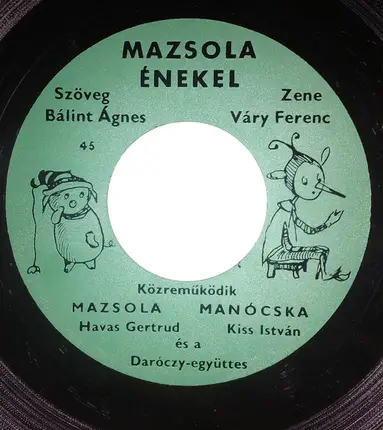 MAZSOLA
ÉNEKEL
Szöveg
Bálint Ágnes
Zene
Váry Ferenc
45
Közreműködik
MAZSOLA MANÓCSKA
Havas Gertrud Kiss István
és a
Daróczy-együttes